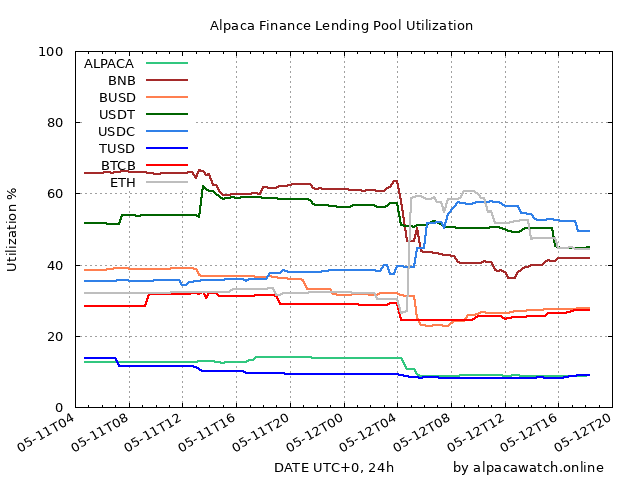 Alpaca Finance Lending Pool Utilization
100
80
60
40
20
0
Utilization %
ALPACA
BNB
BUSD
USDT
USDC
TUSD
BTCB
ETH
05-11T04
05-11T08
05-11T12
05-11T16
05-11T20
05-12T00
05-12T04
05-12T08
05-12T12
05-12T16
05-12T20
DATE UTC+0, 24h
by alpacawatch.online